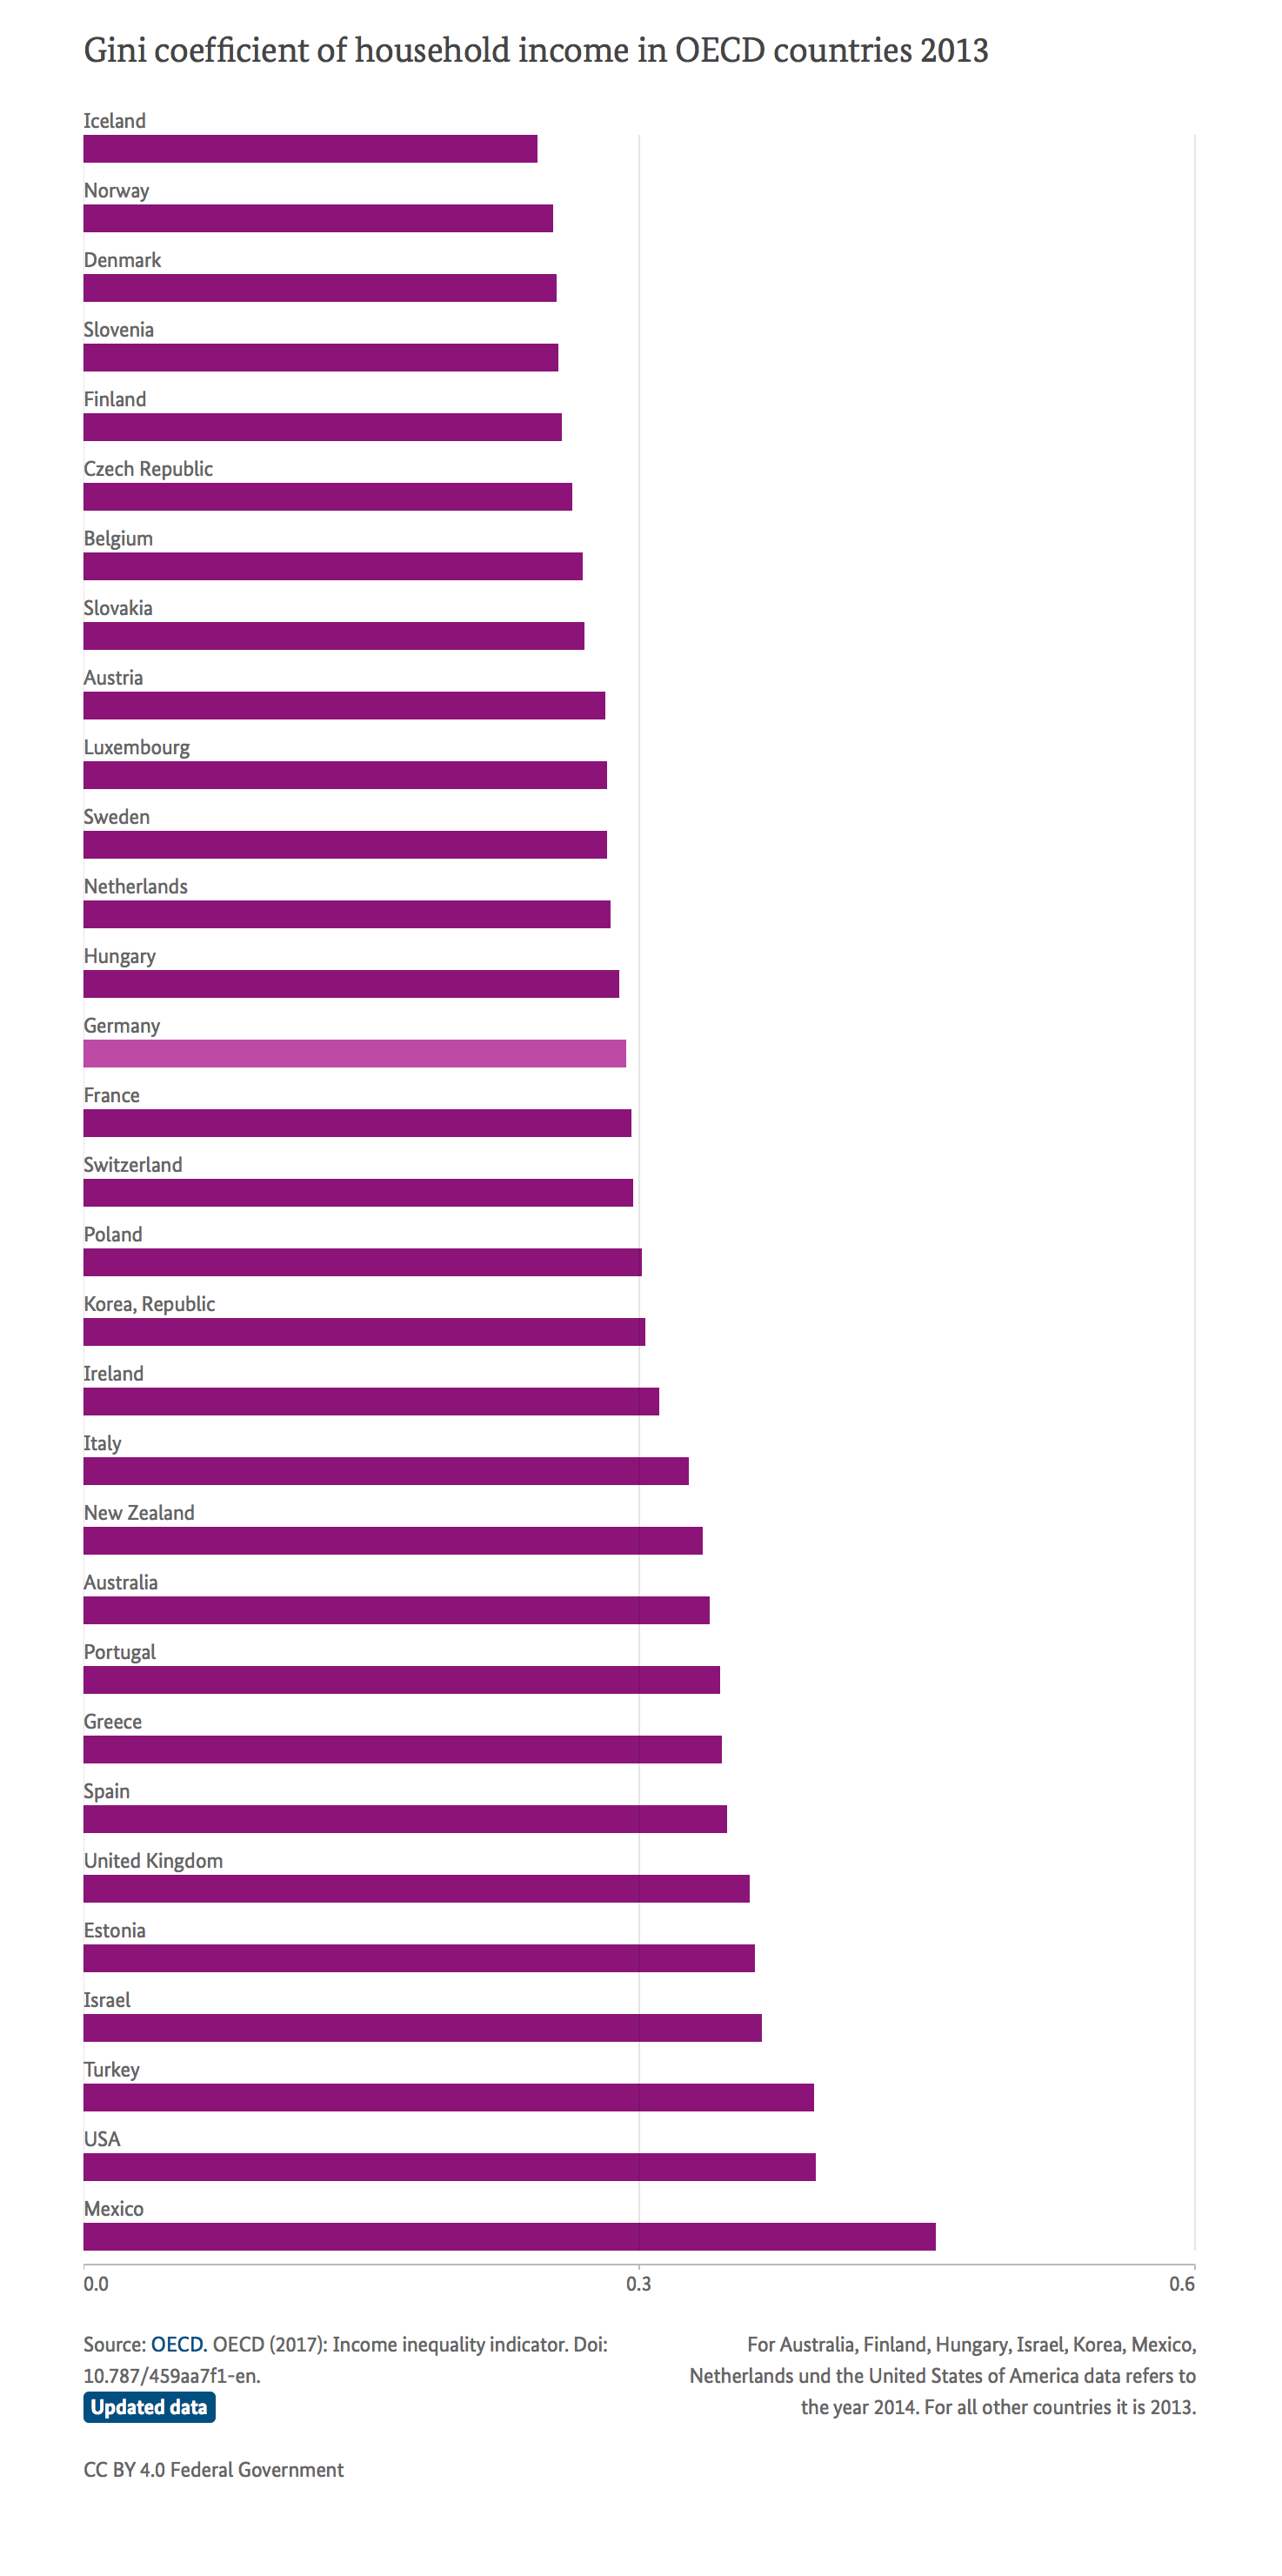 Gini coefficient of household income in OECD countries 2013
Iceland
Norway
Denmark
Slovenia
Finland
Czech Republic
Belgium
Slovakia
Austria
Luxembourg
Sweden
Netherlands
Hungary
Germany
France
Switzerland
Poland
Korea, Republic
Ireland
Italy
New Zealand
Australia
Portugal
Greece
Spain
United Kingdom
Estonia
Israel
Turkey
USA
Mexico
0.0 0.3 0.6
Source: OECD. OECD (2017): Income inequality indicator. Doi:
10.787/459aa7f1-en.
Updated data
For Australia, Finland, Hungary, Israel, Korea, Mexico,
Netherlands und the United States of America data refers to
the year 2014. For all other countries it is 2013.
CC BY 4.0 Federal Government